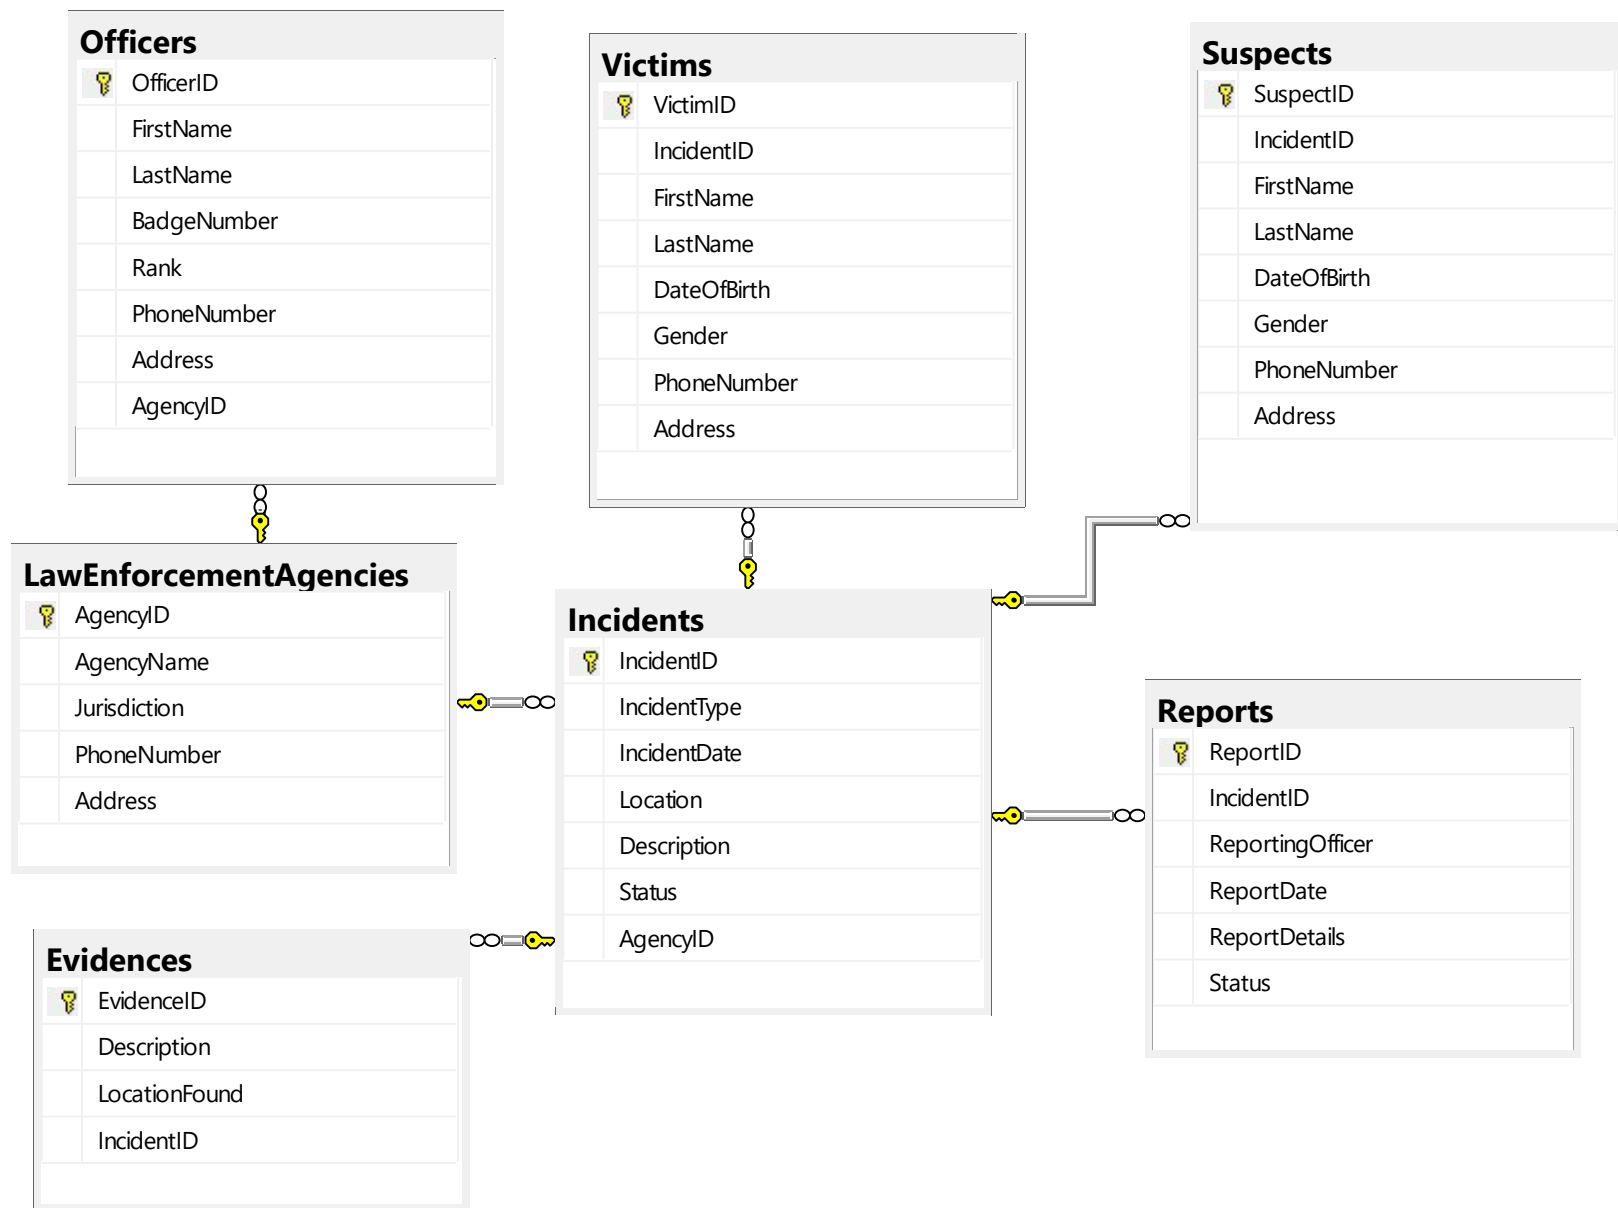 Officers
OfficerID
FirstName
LastName
BadgeNumber
Rank
PhoneNumber
Address
AgencyID
Victims
VictimID
IncidentID
FirstName
LastName
DateOfBirth
Gender
PhoneNumber
Address
Suspects
SuspectID
IncidentID
FirstName
LastName
DateOfBirth
Gender
PhoneNumber
Address
LawEnforcementAgencies
AgencyID
AgencyName
Jurisdiction
PhoneNumber
Address
Incidents
IncidentID
IncidentType
IncidentDate
Location
Description
Status
AgencyID
Reports
ReportID
IncidentID
ReportingOfficer
ReportDate
ReportDetails
Status
Evidences
EvidenceID
Description
LocationFound
IncidentID